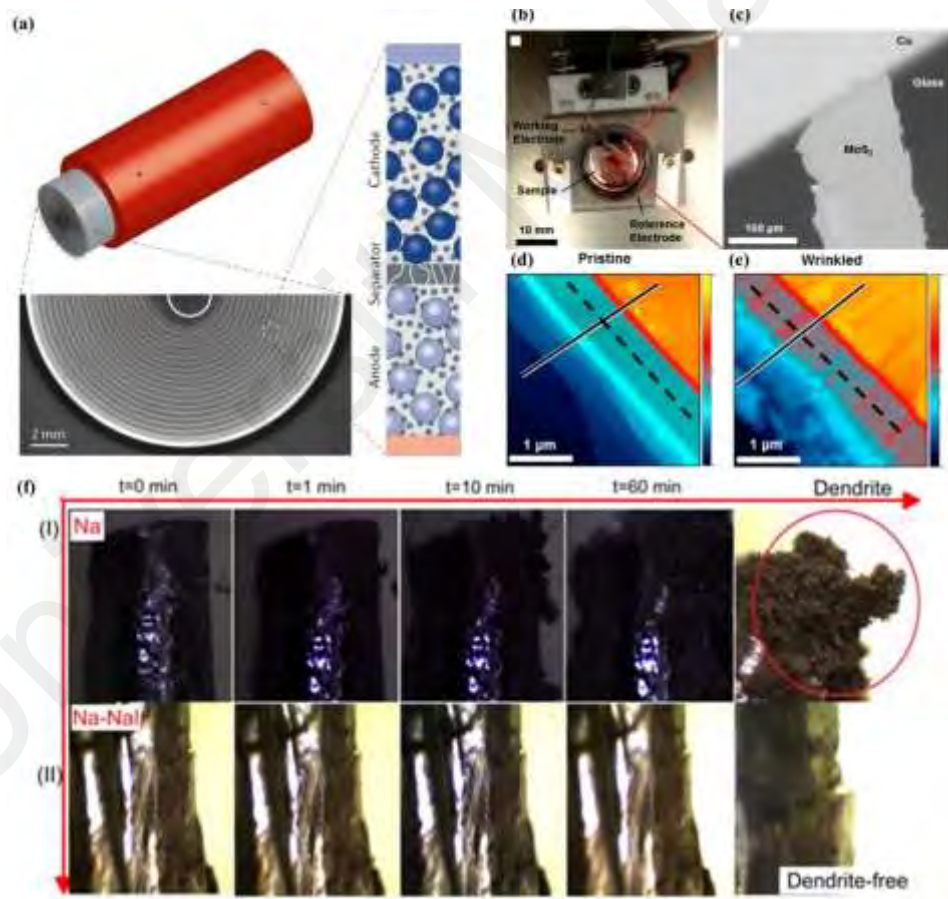 (a)
Cathode
Separator
Anode
2 mm
(b)
Working
Electrode
Sample
Reference
Electrode
10 mm
(c)
Cu
Glass
MoS₂
100 µm
(d)
Pristine
1 µm
(e)
Wrinkled
1 µm
(f)
t=0 min
t=1 min
t=10 min
t=60 min
Dendrite
(I)
Na
Na-NaI
(II)
Dendrite-free